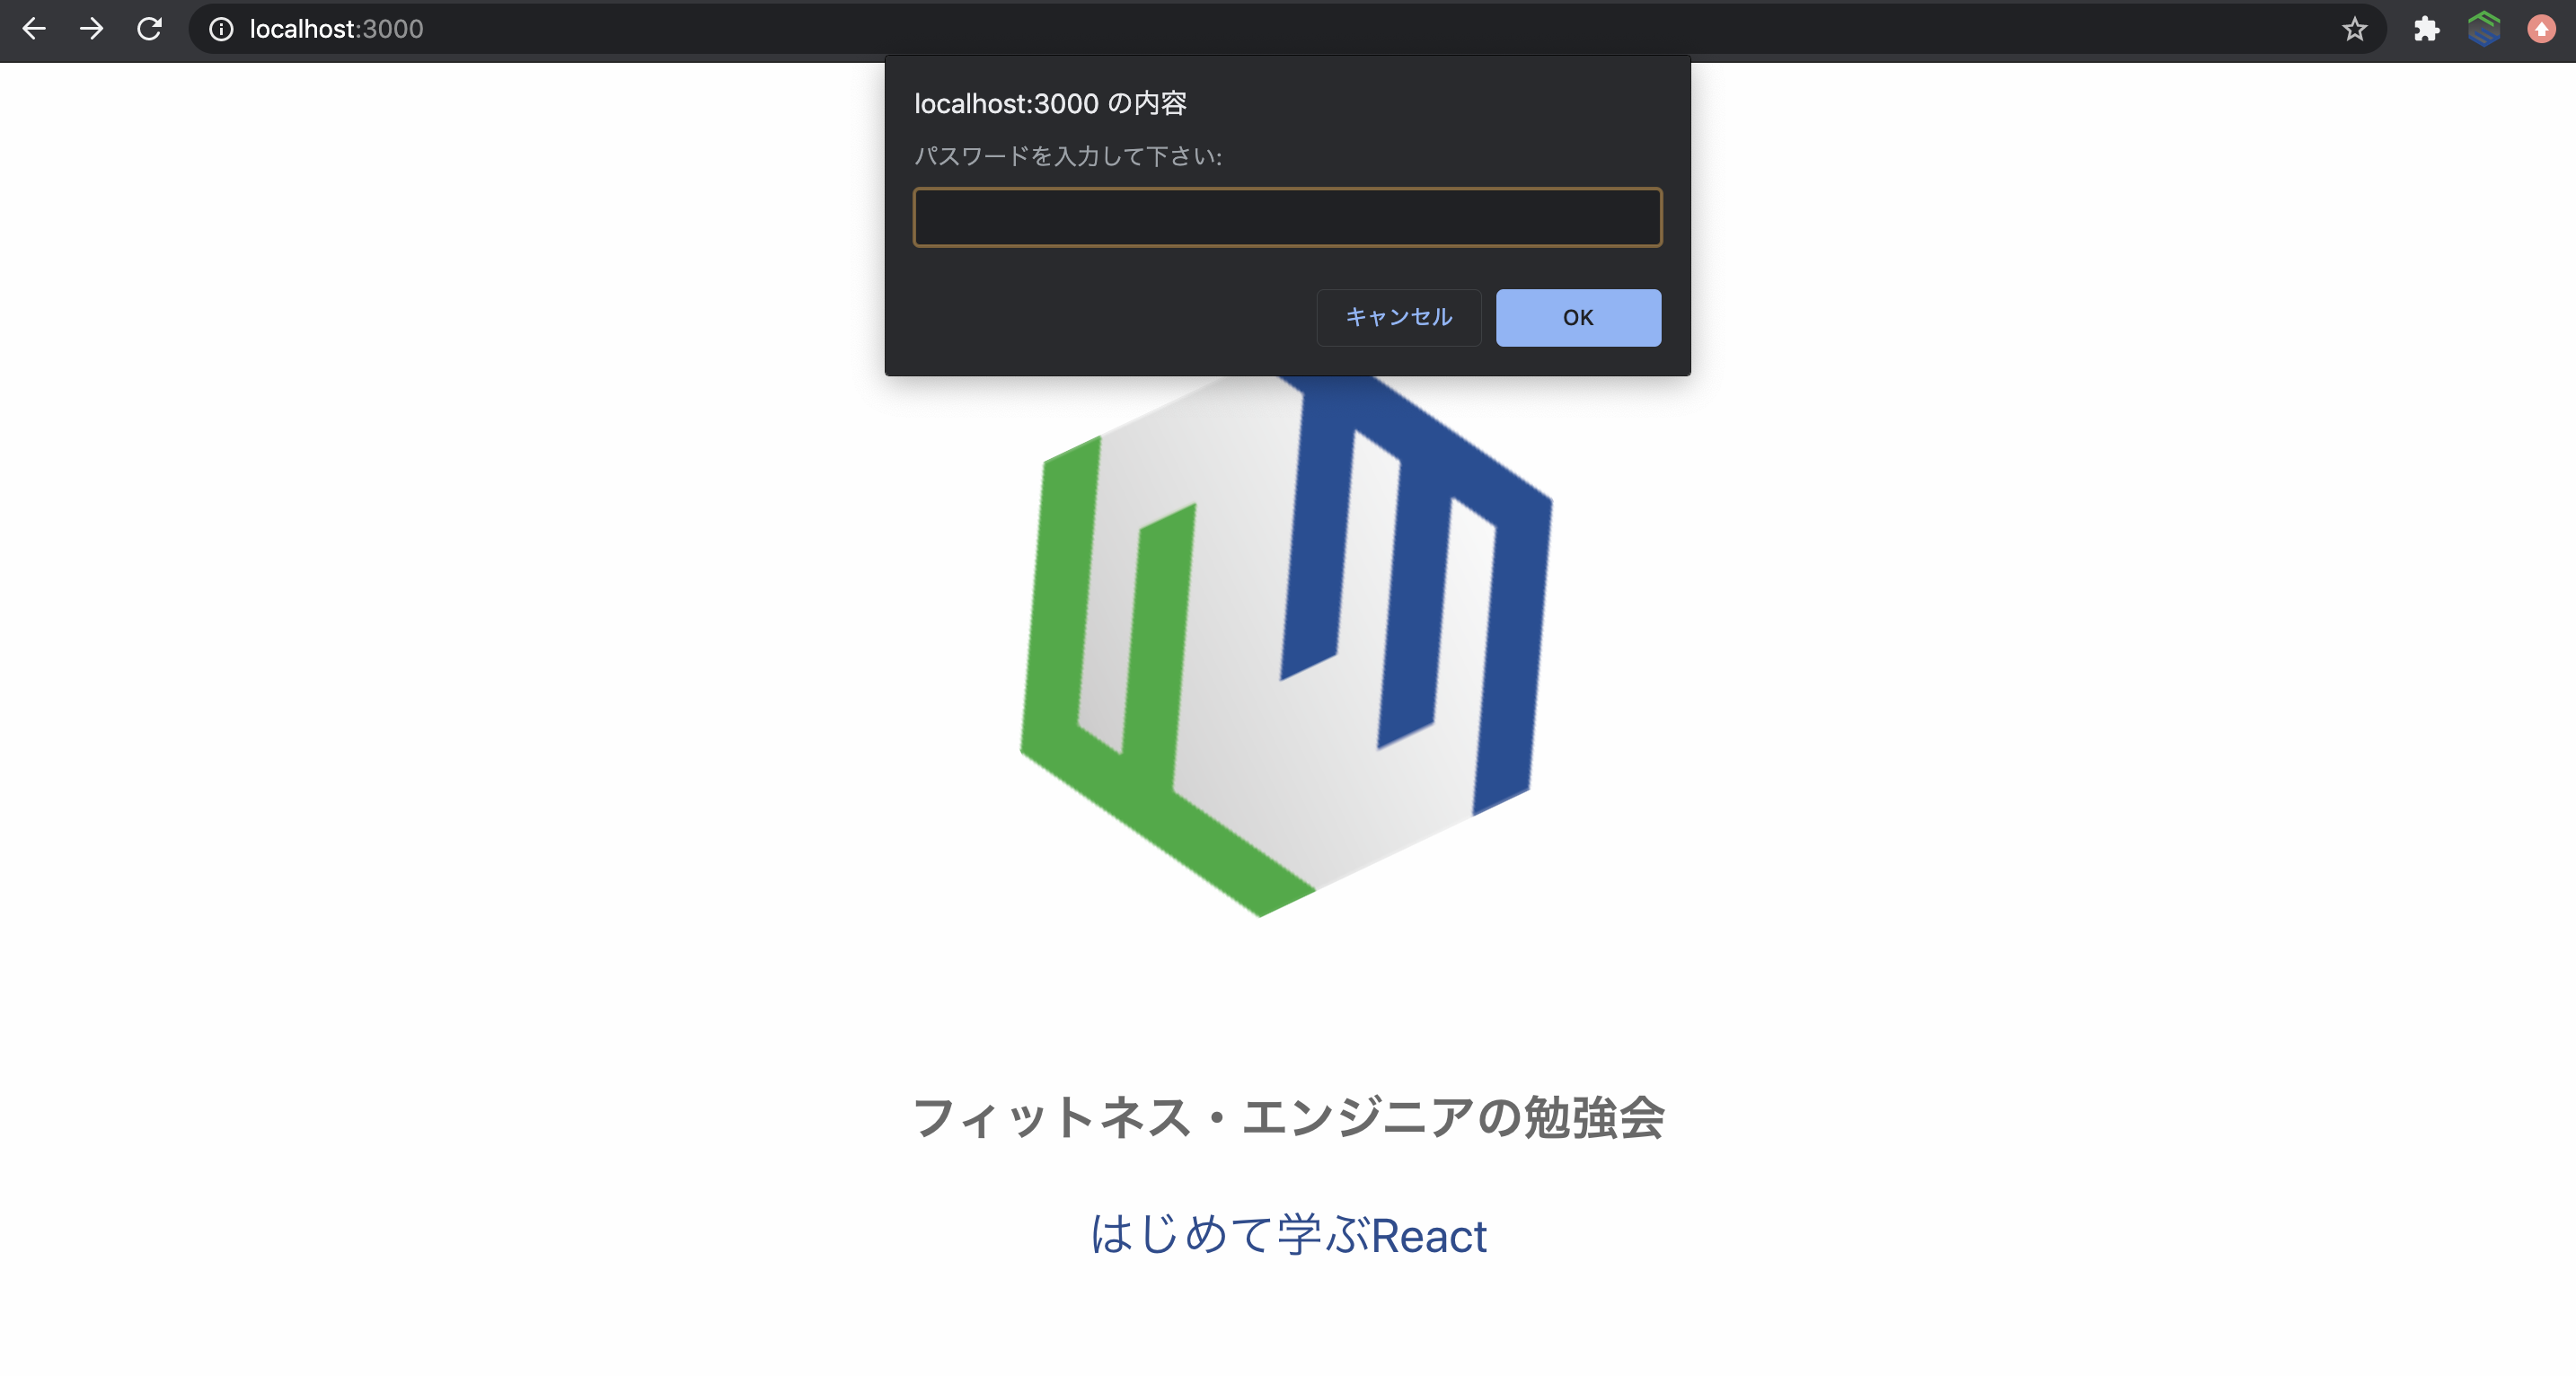 localhost:3000
localhost:3000 の内容
パスワードを入力して下さい:
キャンセル
OK
フィットネス・エンジニアの勉強会
はじめて学ぶReact